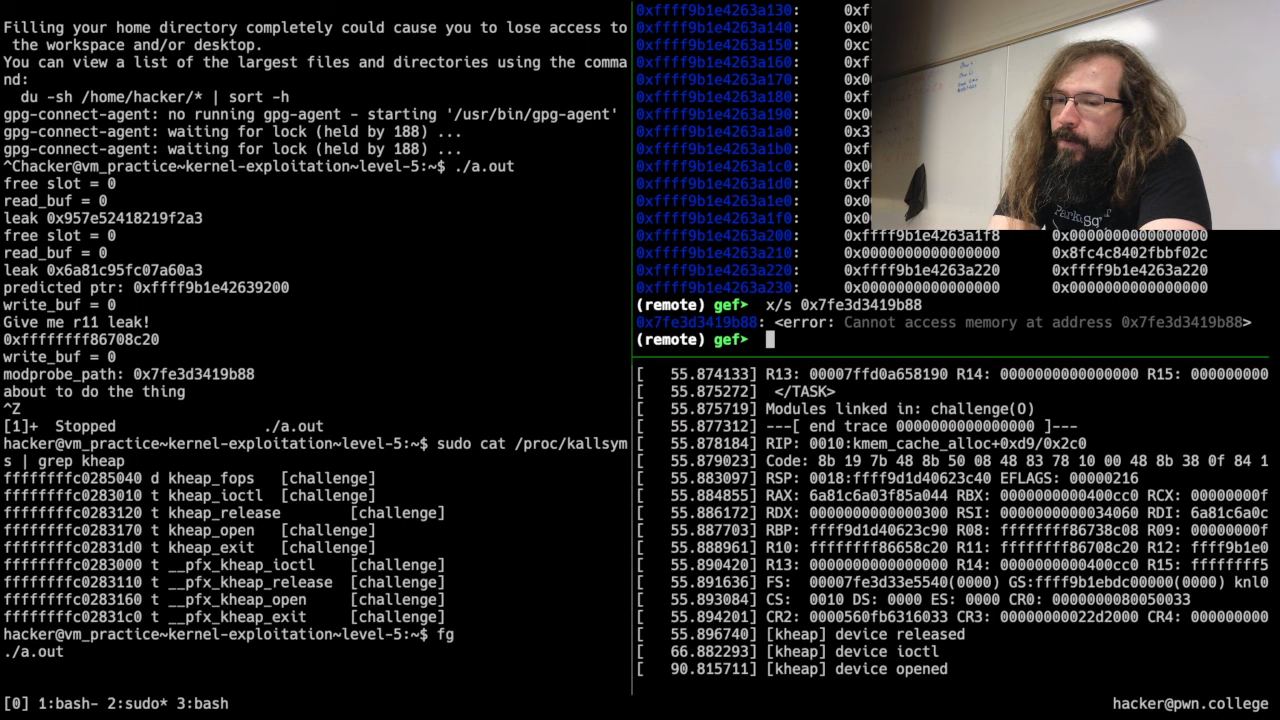 Filling your home directory completely could cause you to lose access to
 the workspace and/or desktop.
You can view a list of the largest files and directories using the comma
nd:
  du -sh /home/hacker/* | sort -h
gpg-connect-agent: no running gpg-agent - starting '/usr/bin/gpg-agent'
gpg-connect-agent: waiting for lock (held by 188) ...
gpg-connect-agent: waiting for lock (held by 188) ...
^Chacker@vm_practice~kernel-exploitation~level-5:~$ ./a.out
free slot = 0
read_buf = 0
leak 0x957e52418219f2a3
free slot = 0
read_buf = 0
leak 0x6a81c95fc07a60a3
predicted ptr: 0xffff9b1e42639200
write_buf = 0
Give me r11 leak!
0xffffffff86708c20
write_buf = 0
modprobe_path: 0x7fe3d3419b88
about to do the thing
^Z
[1]+  Stopped                 ./a.out
hacker@vm_practice~kernel-exploitation~level-5:~$ sudo cat /proc/kallsym
s | grep kheap
ffffffffc0285040 d kheap_fops   [challenge]
ffffffffc0283010 t kheap_ioctl  [challenge]
ffffffffc0283120 t kheap_release        [challenge]
ffffffffc0283170 t kheap_open   [challenge]
ffffffffc02831d0 t kheap_exit   [challenge]
ffffffffc0283000 t __pfx_kheap_ioctl    [challenge]
ffffffffc0283110 t __pfx_kheap_release  [challenge]
ffffffffc0283160 t __pfx_kheap_open     [challenge]
ffffffffc02831c0 t __pfx_kheap_exit     [challenge]
hacker@vm_practice~kernel-exploitation~level-5:~$ fg
./a.out
0xffff9b1e4263a130:     0xf
0xffff9b1e4263a140:     0x0
0xffff9b1e4263a150:     0xc
0xffff9b1e4263a160:     0xf
0xffff9b1e4263a170:     0x0
0xffff9b1e4263a180:     0xf
0xffff9b1e4263a190:     0x0
0xffff9b1e4263a1a0:     0x3
0xffff9b1e4263a1b0:     0xf
0xffff9b1e4263a1c0:     0x0
0xffff9b1e4263a1d0:     0xf
0xffff9b1e4263a1e0:     0x0
0xffff9b1e4263a1f0:     0x0
0xffff9b1e4263a200:     0xffff9b1e4263a1f8      0x0000000000000000
0xffff9b1e4263a210:     0x0000000000000000      0x8fc4c8402fbbf02c
0xffff9b1e4263a220:     0xffff9b1e4263a220      0xffff9b1e4263a220
0xffff9b1e4263a230:     0x0000000000000000      0x0000000000000000
(remote) gef➤  x/s 0x7fe3d3419b88
0x7fe3d3419b88: <error: Cannot access memory at address 0x7fe3d3419b88>
(remote) gef➤
[   55.874133] R13: 00007ffd0a658190 R14: 0000000000000000 R15: 000000000
[   55.875272]  </TASK>
[   55.875719] Modules linked in: challenge(O)
[   55.877312] ---[ end trace 0000000000000000 ]---
[   55.878184] RIP: 0010:kmem_cache_alloc+0xd9/0x2c0
[   55.879023] Code: 8b 19 7b 48 8b 50 08 48 83 78 10 00 48 8b 38 0f 84 1
[   55.883097] RSP: 0018:ffff9d1d40623c40 EFLAGS: 00000216
[   55.884855] RAX: 6a81c6a03f85a044 RBX: 0000000000400cc0 RCX: 00000000f
[   55.886172] RDX: 0000000000000300 RSI: 0000000000034060 RDI: 6a81c6a0c
[   55.887703] RBP: ffff9d1d40623c90 R08: ffffffff86738c08 R09: 00000000f
[   55.888961] R10: ffffffff86658c20 R11: ffffffff86708c20 R12: ffff9b1e0
[   55.890420] R13: 0000000000000000 R14: 0000000000000000 R15: ffffffff5
[   55.891636] FS:  00007fe3d33e5540(0000) GS:ffff9b1ebdc00000(0000) knl0
[   55.893084] CS:  0010 DS: 0000 ES: 0000 CR0: 0000000080050033
[   55.894201] CR2: 0000560fb6316033 CR3: 00000000022d2000 CR4: 000000000
[   55.896740] [kheap] device released
[   66.882293] [kheap] device ioctl
[   90.815711] [kheap] device opened
[0] 1:bash- 2:sudo* 3:bash
hacker@pwn.college